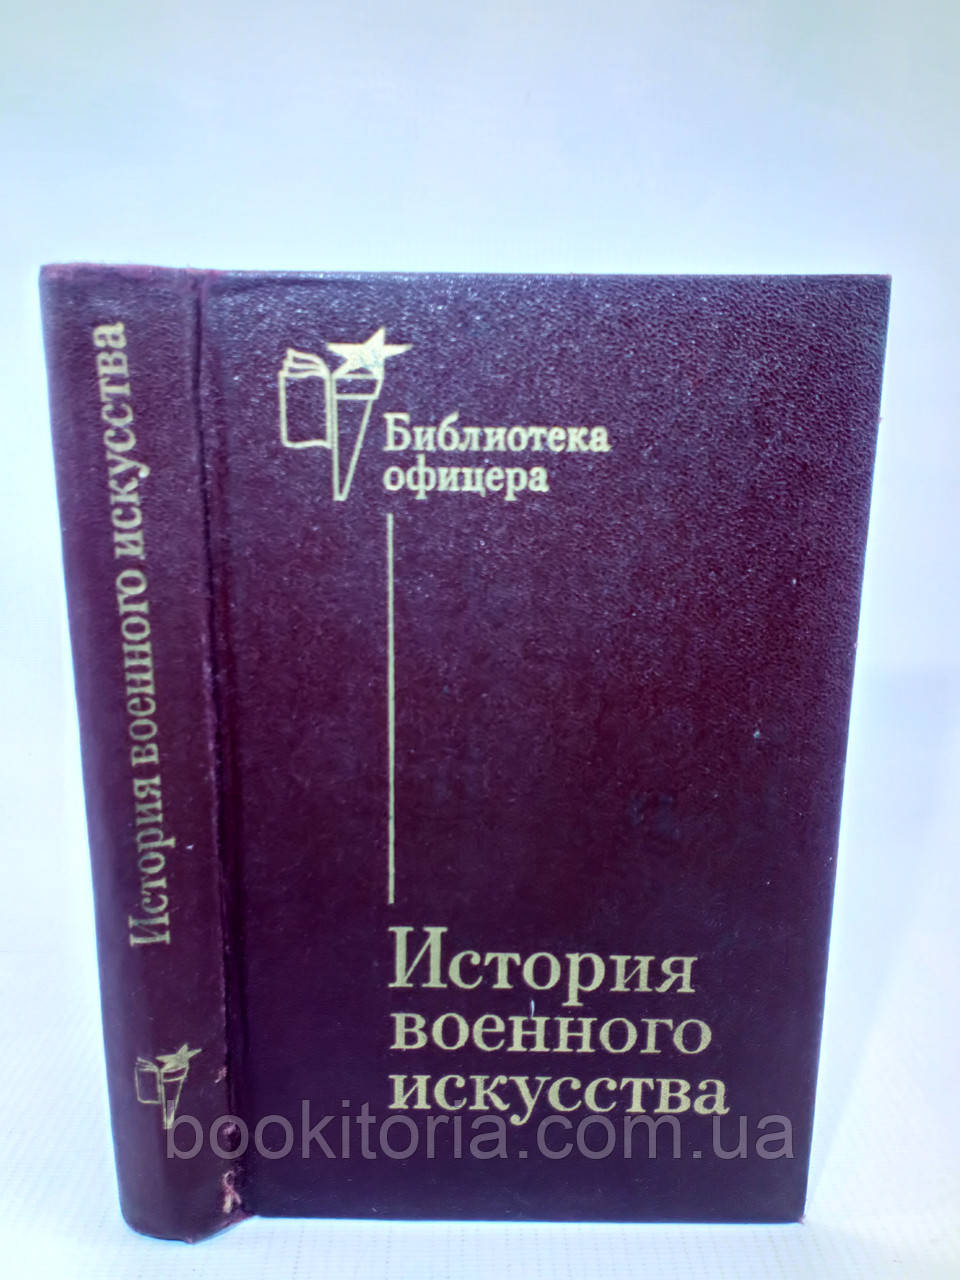 История военного искусства
Библиотека
офицера
История
военного
искусства
bookitoria.com.ua